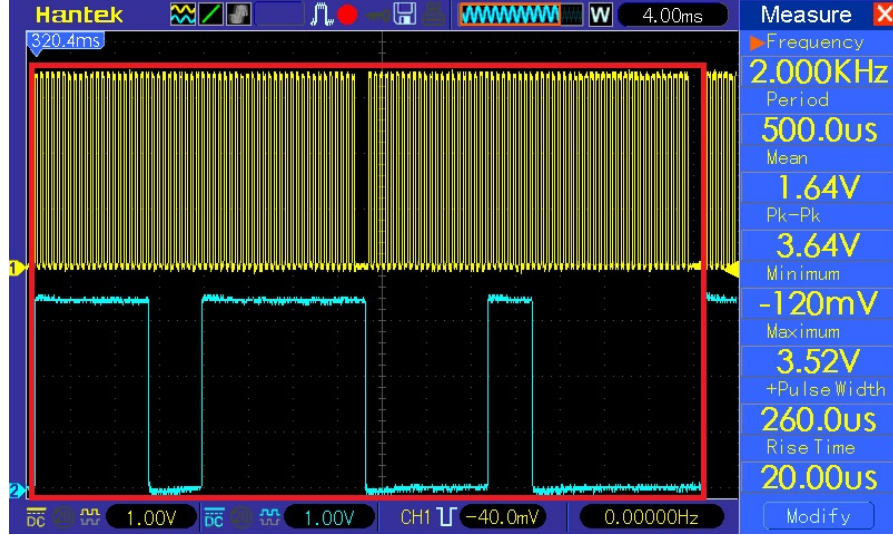 Hantek W 4.00ms Measure X
320.4ms
Frequency
2.000KHz
Period
500.0us
Mean
1.64V
Pk-Pk
3.64V
1
Minimum
-120mV
Maximum
3.52V
+Pulse Width
260.0us
Rise Time
20.00us
2
DC 20 1.00V DC 20 1.00V CH1 -40.0mV 0.00000Hz Modify